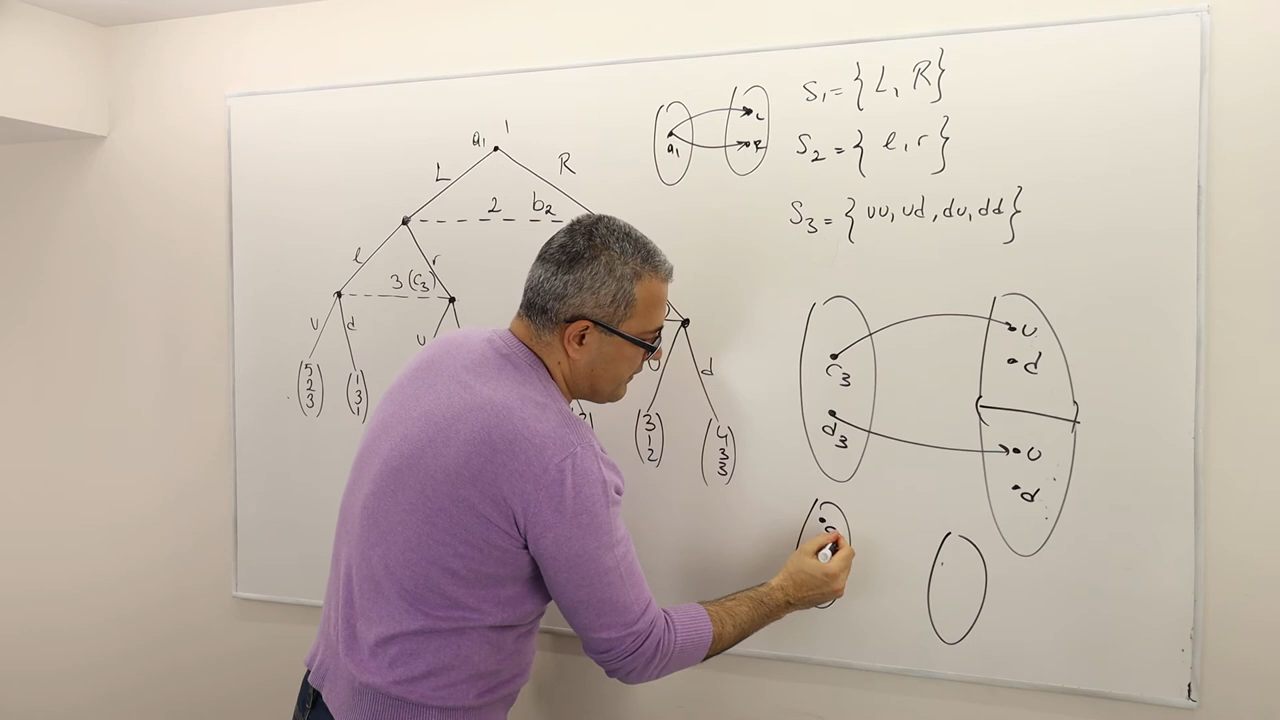 S₁ = { L, R }
S₂ = { l, r }
S₃ = { UU, Ud, dU, dd }
a₁ L R
1
a₁
L R
2 b₂
l r
3 (c₃)
U d U U d
5 2 3
1 3 1
3 1 2
4 3 3
c₃ U
d
d₃ U
d